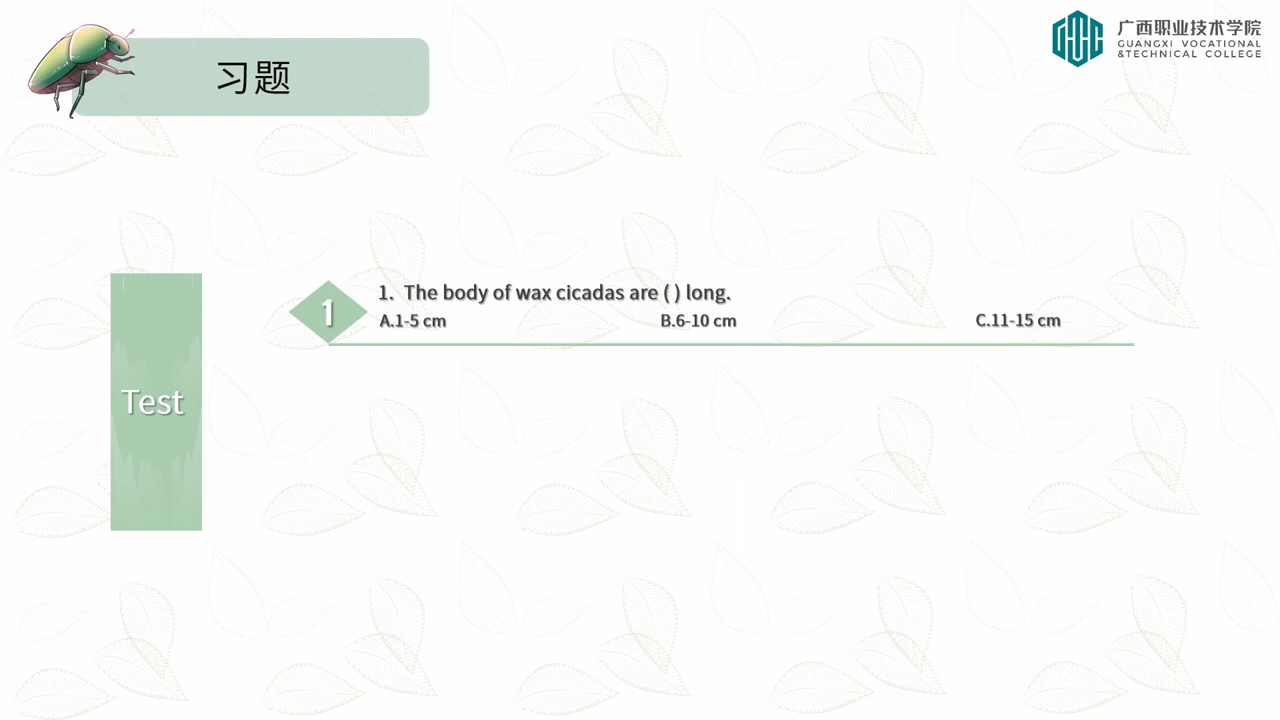 习题
广西职业技术学院
GUANGXI VOCATIONAL
&TECHNICAL COLLEGE
Test
1
1. The body of wax cicadas are ( ) long.
A.1-5 cm B.6-10 cm C.11-15 cm